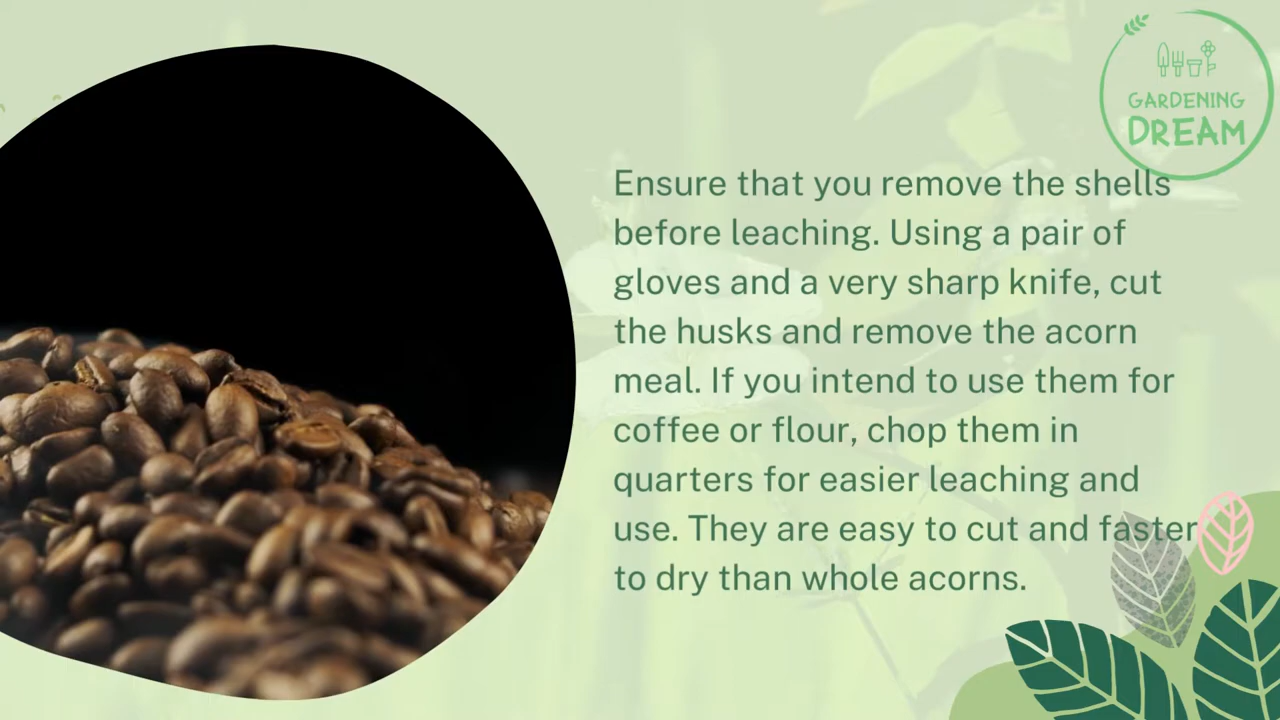 GARDENING
DREAM
Ensure that you remove the shells
before leaching. Using a pair of
gloves and a very sharp knife, cut
the husks and remove the acorn
meal. If you intend to use them for
coffee or flour, chop them in
quarters for easier leaching and
use. They are easy to cut and faster
to dry than whole acorns.